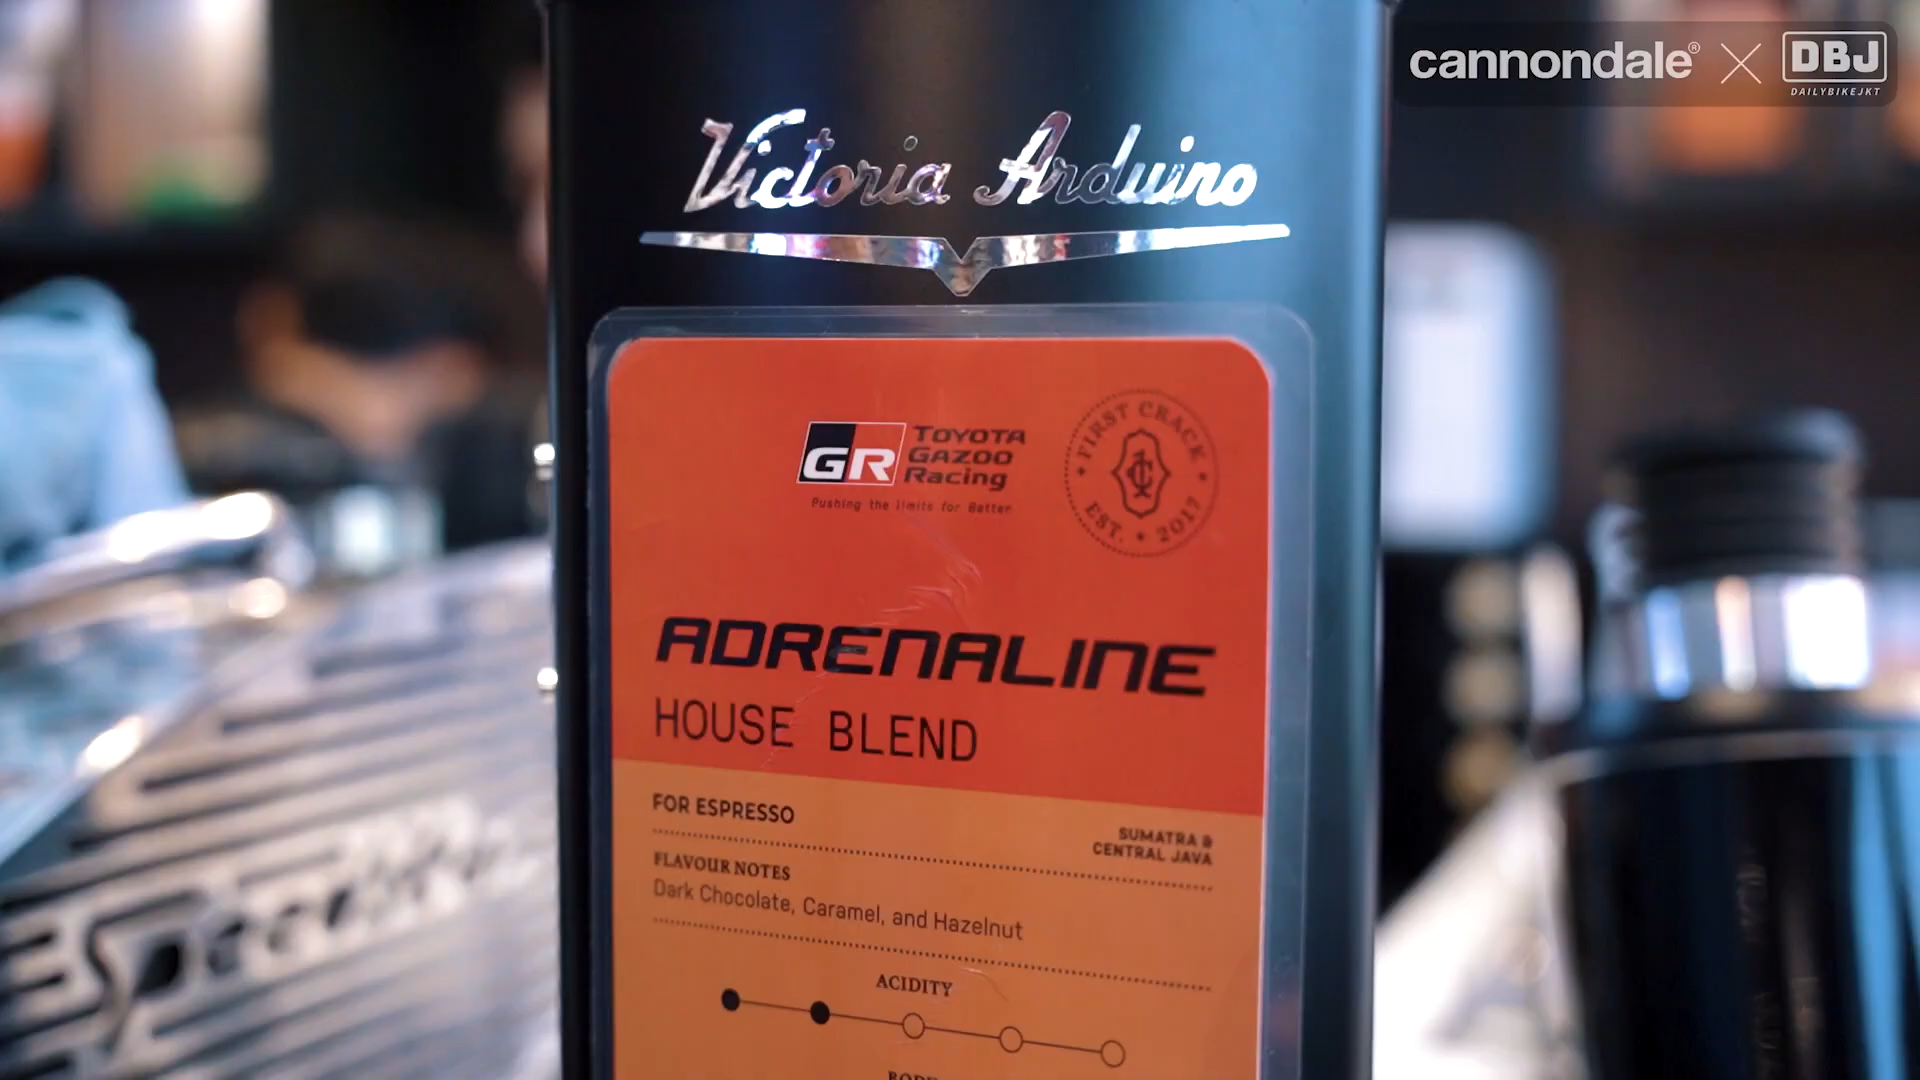 cannondale® X DBJ
DAILYBIKEJKT
Victoria Arduino
GR TOYOTA
GAZOO
Racing
Pushing the limits for Better
FIRST CRACK
EST. 2017
ADRENALINE
HOUSE BLEND
FOR ESPRESSO
SUMATRA &
CENTRAL JAVA
FLAVOUR NOTES
Dark Chocolate, Caramel, and Hazelnut
ACIDITY